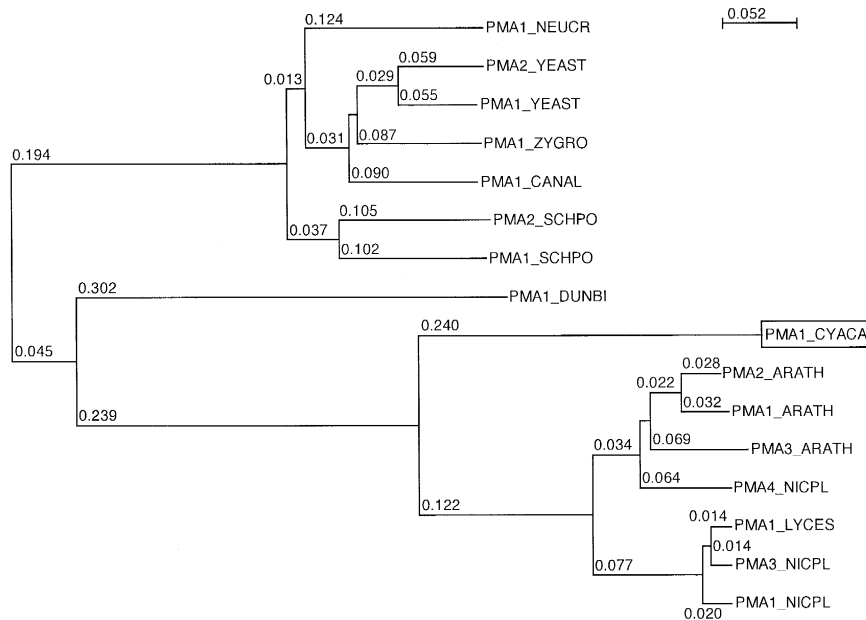 0.052
0.124
PMA1_NEUCR
0.059
PMA2_YEAST
0.013
0.029
0.055
PMA1_YEAST
0.031
0.087
PMA1_ZYGRO
0.194
0.090
PMA1_CANAL
0.105
PMA2_SCHPO
0.037
0.102
PMA1_SCHPO
0.302
PMA1_DUNBI
0.240
PMA1_CYACA
0.045
0.028
PMA2_ARATH
0.022
0.032
PMA1_ARATH
0.239
0.034
0.069
PMA3_ARATH
0.064
PMA4_NICPL
0.122
0.014
PMA1_LYCES
0.014
PMA3_NICPL
0.077
0.020
PMA1_NICPL